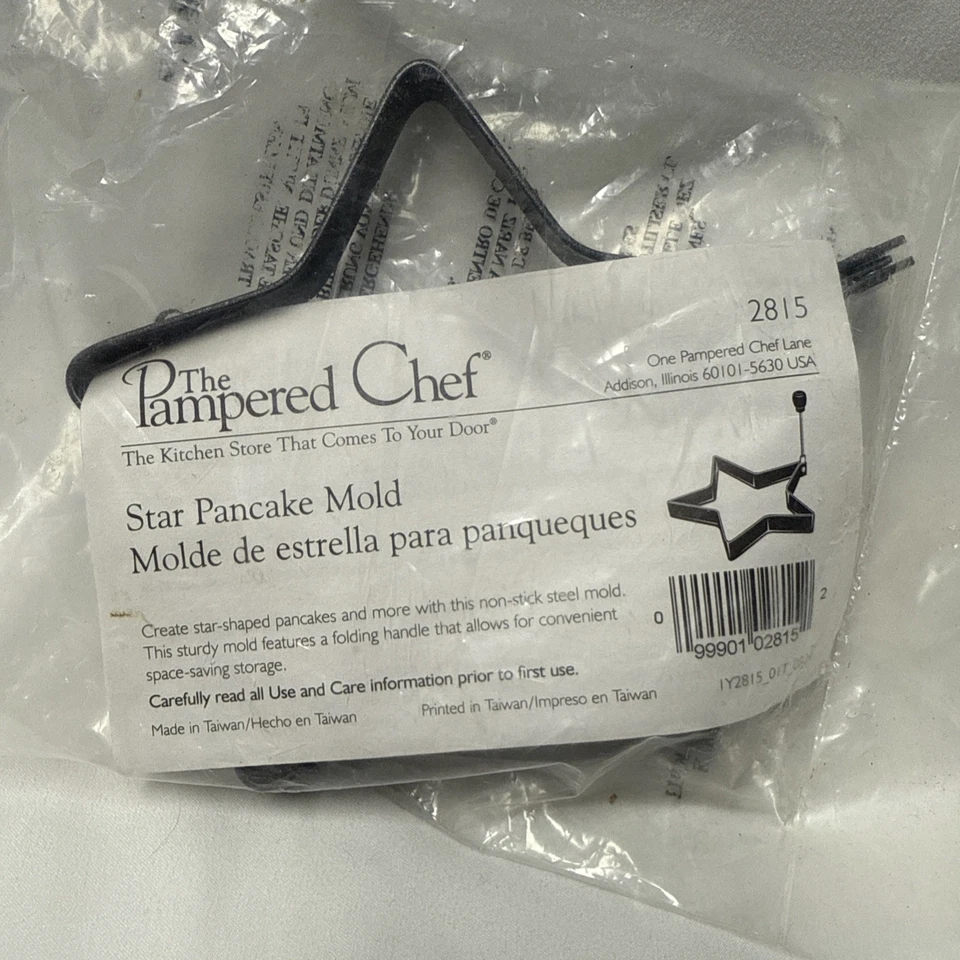 2815
The
Pampered Chef®
One Pampered Chef Lane
Addison, Illinois 60101-5630 USA
The Kitchen Store That Comes To Your Door®
Star Pancake Mold
Molde de estrella para panqueques
Create star-shaped pancakes and more with this non-stick steel mold.
This sturdy mold features a folding handle that allows for convenient
space-saving storage.
Carefully read all Use and Care information prior to first use.
Made in Taiwan/Hecho en Taiwan
Printed in Taiwan/Impreso en Taiwan
0 99901 02815 2